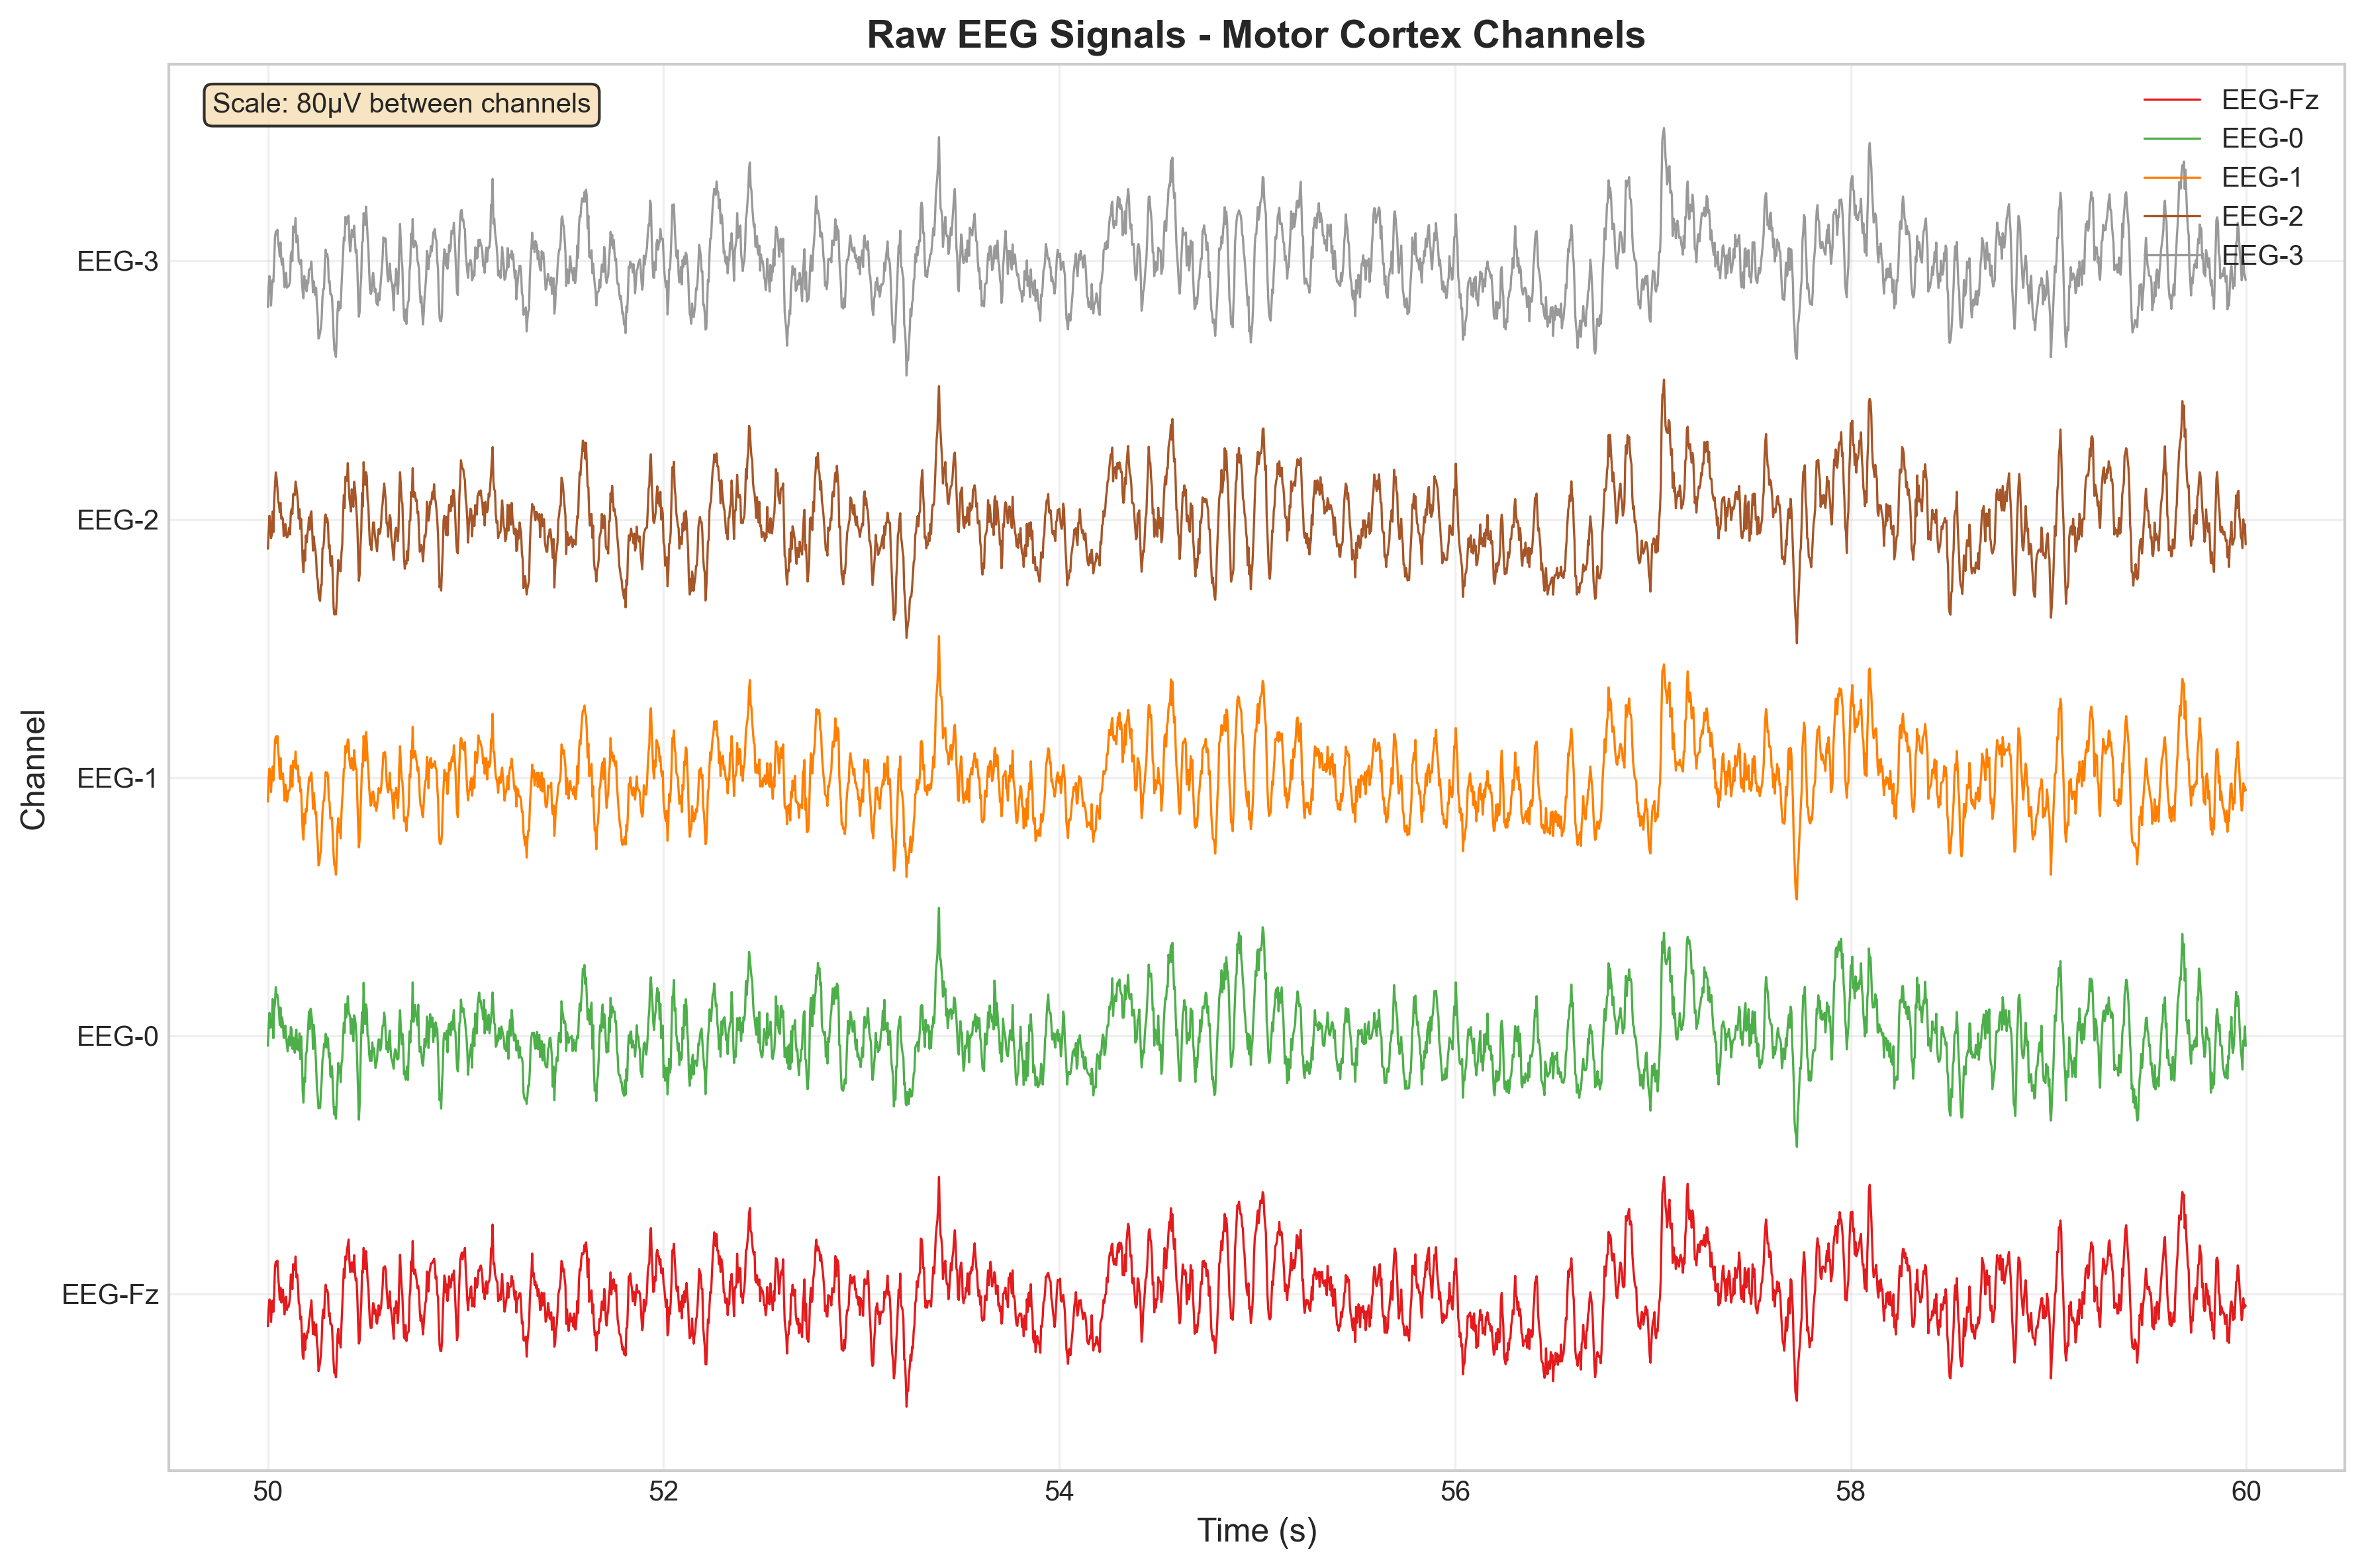 Raw EEG Signals - Motor Cortex Channels
Scale: 80µV between channels
EEG-Fz
EEG-0
EEG-1
EEG-2
EEG-3
Channel
EEG-3
EEG-2
EEG-1
EEG-0
EEG-Fz
50 52 54 56 58 60
Time (s)